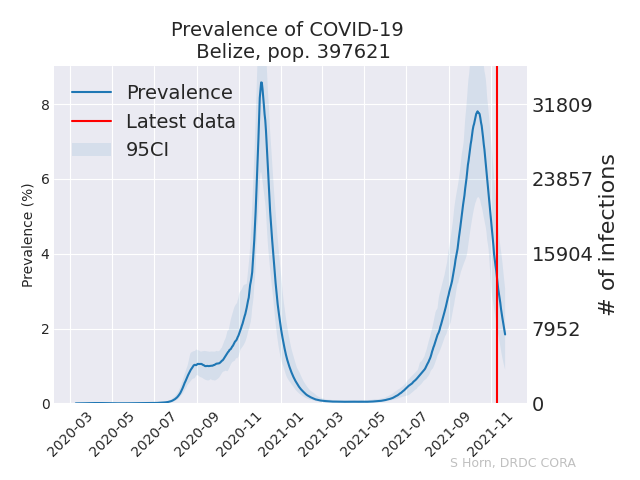 Prevalence of COVID-19
Belize, pop. 397621
Prevalence
Latest data
95CI
Prevalence (%)
8
6
4
2
0
31809
23857
15904
7952
0
# of infections
2020-03
2020-05
2020-07
2020-09
2020-11
2021-01
2021-03
2021-05
2021-07
2021-09
2021-11
S Horn, DRDC CORA